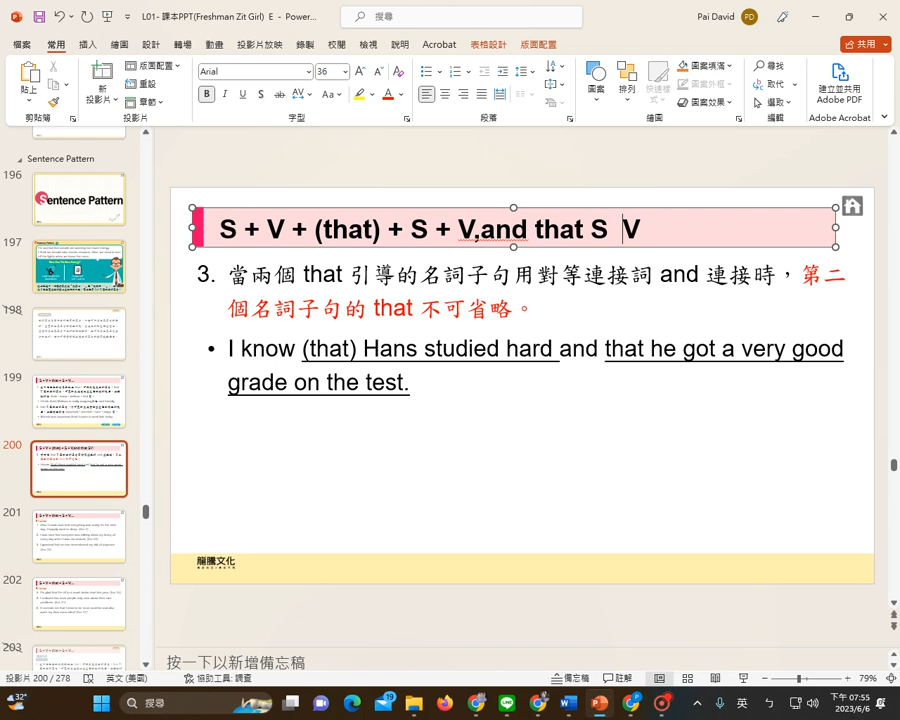 L01- 課本PPT(Freshman Zit Girl) E - Power...
搜尋
Pai David
PD
檔案 常用 插入 繪圖 設計 轉場 動畫 投影片放映 錄製 校閱 檢視 說明 Acrobat 表格設計 版面配置
共用
貼上
剪貼簿
新
投影片
版面配置
重設
章節
投影片
Arial
36
B I U S ab AV Aa A
字型
段落
圖案
排列
快速樣式
圖案填滿
圖案外框
圖案效果
繪圖
尋找
取代
選取
編輯
建立並共用
Adobe PDF
Adobe Acrobat
Sentence Pattern
196
Sentence Pattern
197
198
199
200
201
202
203
S + V + (that) + S + V,and that S V
3. 當兩個 that 引導的名詞子句用對等連接詞 and 連接時，第二
個名詞子句的 that 不可省略。
• I know (that) Hans studied hard and that he got a very good
grade on the test.
龍騰文化
按一下以新增備忘稿
投影片 200 / 278
英文 (美國)
協助工具: 調查
備忘稿
註解
79%
32°
搜尋
19
英
下午 07:55
2023/6/6